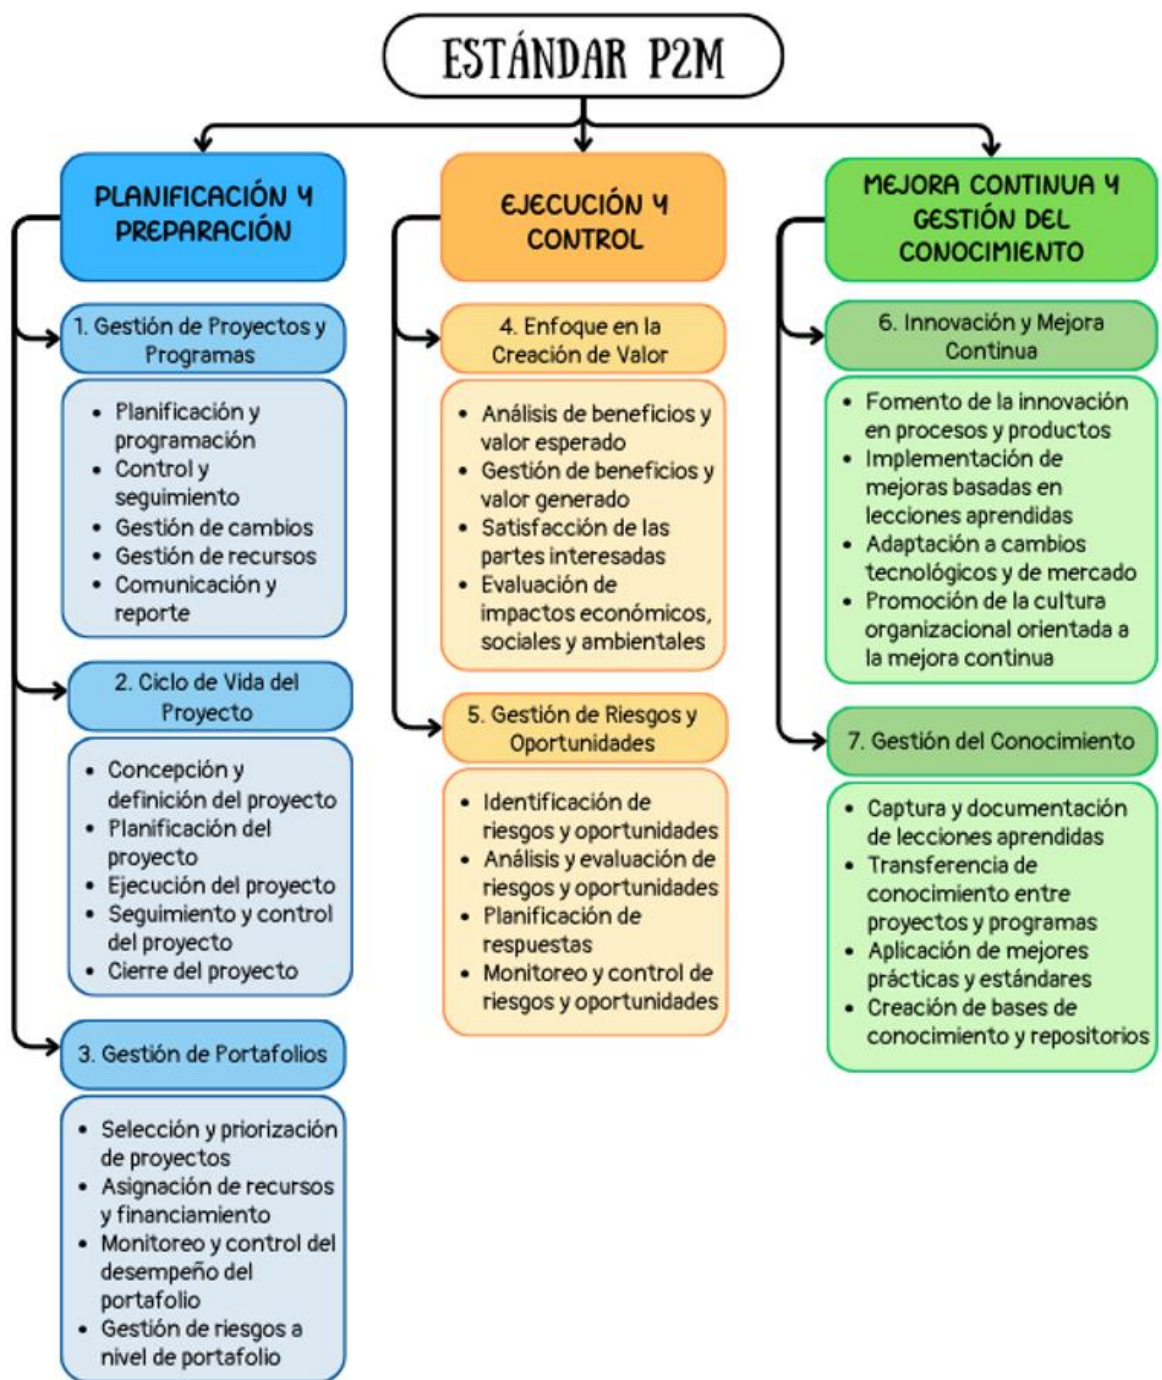 ESTÁNDAR P2M
PLANIFICACIÓN Y
PREPARACIÓN
1. Gestión de Proyectos y
Programas
• Planificación y
programación
• Control y
seguimiento
• Gestión de cambios
• Gestión de recursos
• Comunicación y
reporte
2. Ciclo de Vida del
Proyecto
• Concepción y
definición del proyecto
• Planificación del
proyecto
• Ejecución del proyecto
• Seguimiento y control
del proyecto
• Cierre del proyecto
3. Gestión de Portafolios
• Selección y priorización
de proyectos
• Asignación de recursos
y financiamiento
• Monitoreo y control del
desempeño del
portafolio
• Gestión de riesgos a
nivel de portafolio
EJECUCIÓN Y
CONTROL
4. Enfoque en la
Creación de Valor
• Análisis de beneficios y
valor esperado
• Gestión de beneficios y
valor generado
• Satisfacción de las
partes interesadas
• Evaluación de
impactos económicos,
sociales y ambientales
5. Gestión de Riesgos y
Oportunidades
• Identificación de
riesgos y oportunidades
• Análisis y evaluación de
riesgos y oportunidades
• Planificación de
respuestas
• Monitoreo y control de
riesgos y oportunidades
MEJORA CONTINUA Y
GESTIÓN DEL
CONOCIMIENTO
6. Innovación y Mejora
Continua
• Fomento de la innovación
en procesos y productos
• Implementación de
mejoras basadas en
lecciones aprendidas
• Adaptación a cambios
tecnológicos y de mercado
• Promoción de la cultura
organizacional orientada a
la mejora continua
7. Gestión del Conocimiento
• Captura y documentación
de lecciones aprendidas
• Transferencia de
conocimiento entre
proyectos y programas
• Aplicación de mejores
prácticas y estándares
• Creación de bases de
conocimiento y repositorios